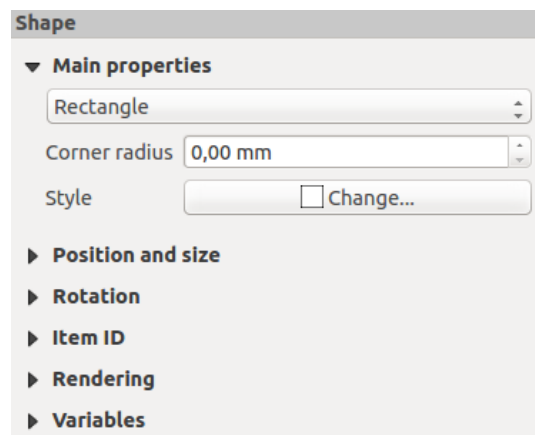 Shape
Main properties
Rectangle
Corner radius 0,00 mm
Style Change...
Position and size
Rotation
Item ID
Rendering
Variables